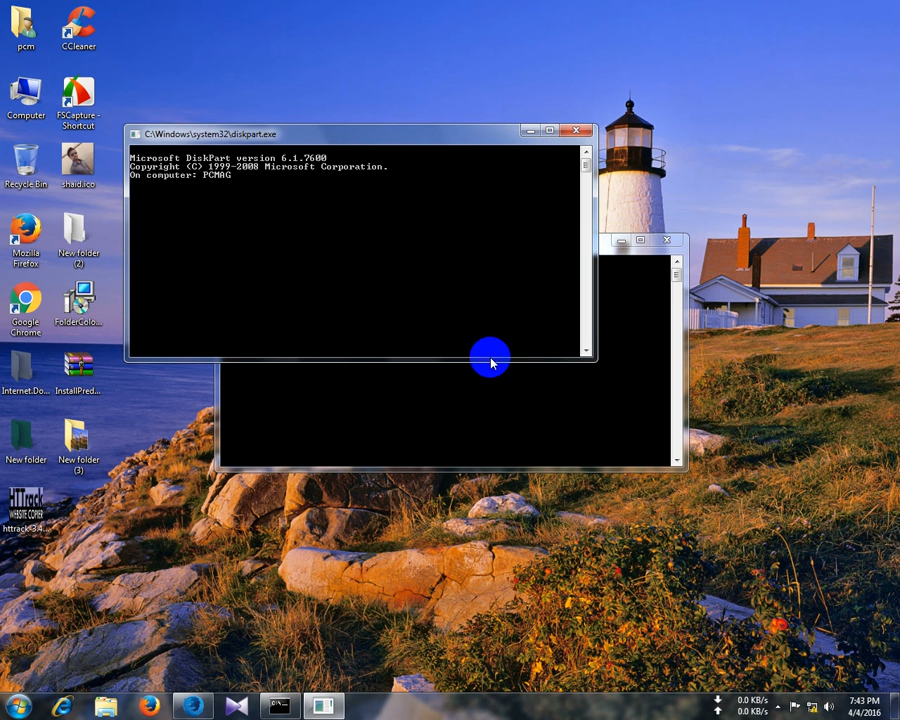 pcm
CCleaner
Computer
FSCapture -
Shortcut
Recycle Bin
shaid.ico
Mozilla
Firefox
New folder
(2)
Google
Chrome
FolderColo...
Internet.Do...
InstallPred...
New folder
New folder
(3)
HTTrack
WEBSITE COPIER
httrack-3.4...
C:\Windows\system32\diskpart.exe
Microsoft DiskPart version 6.1.7600
Copyright (C) 1999-2008 Microsoft Corporation.
On computer: PCMAG
C:\...
0.0 KB/s
0.0 KB/s
7:43 PM
4/4/2016